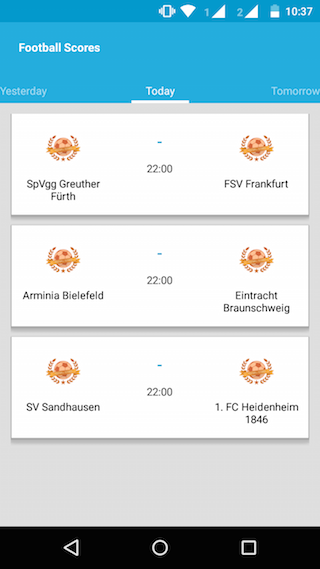 1 2 10:37
Football Scores
Yesterday Today Tomorrow
-
22:00
SpVgg Greuther
Fürth
FSV Frankfurt
-
22:00
Arminia Bielefeld
Eintracht
Braunschweig
-
22:00
SV Sandhausen
1. FC Heidenheim
1846